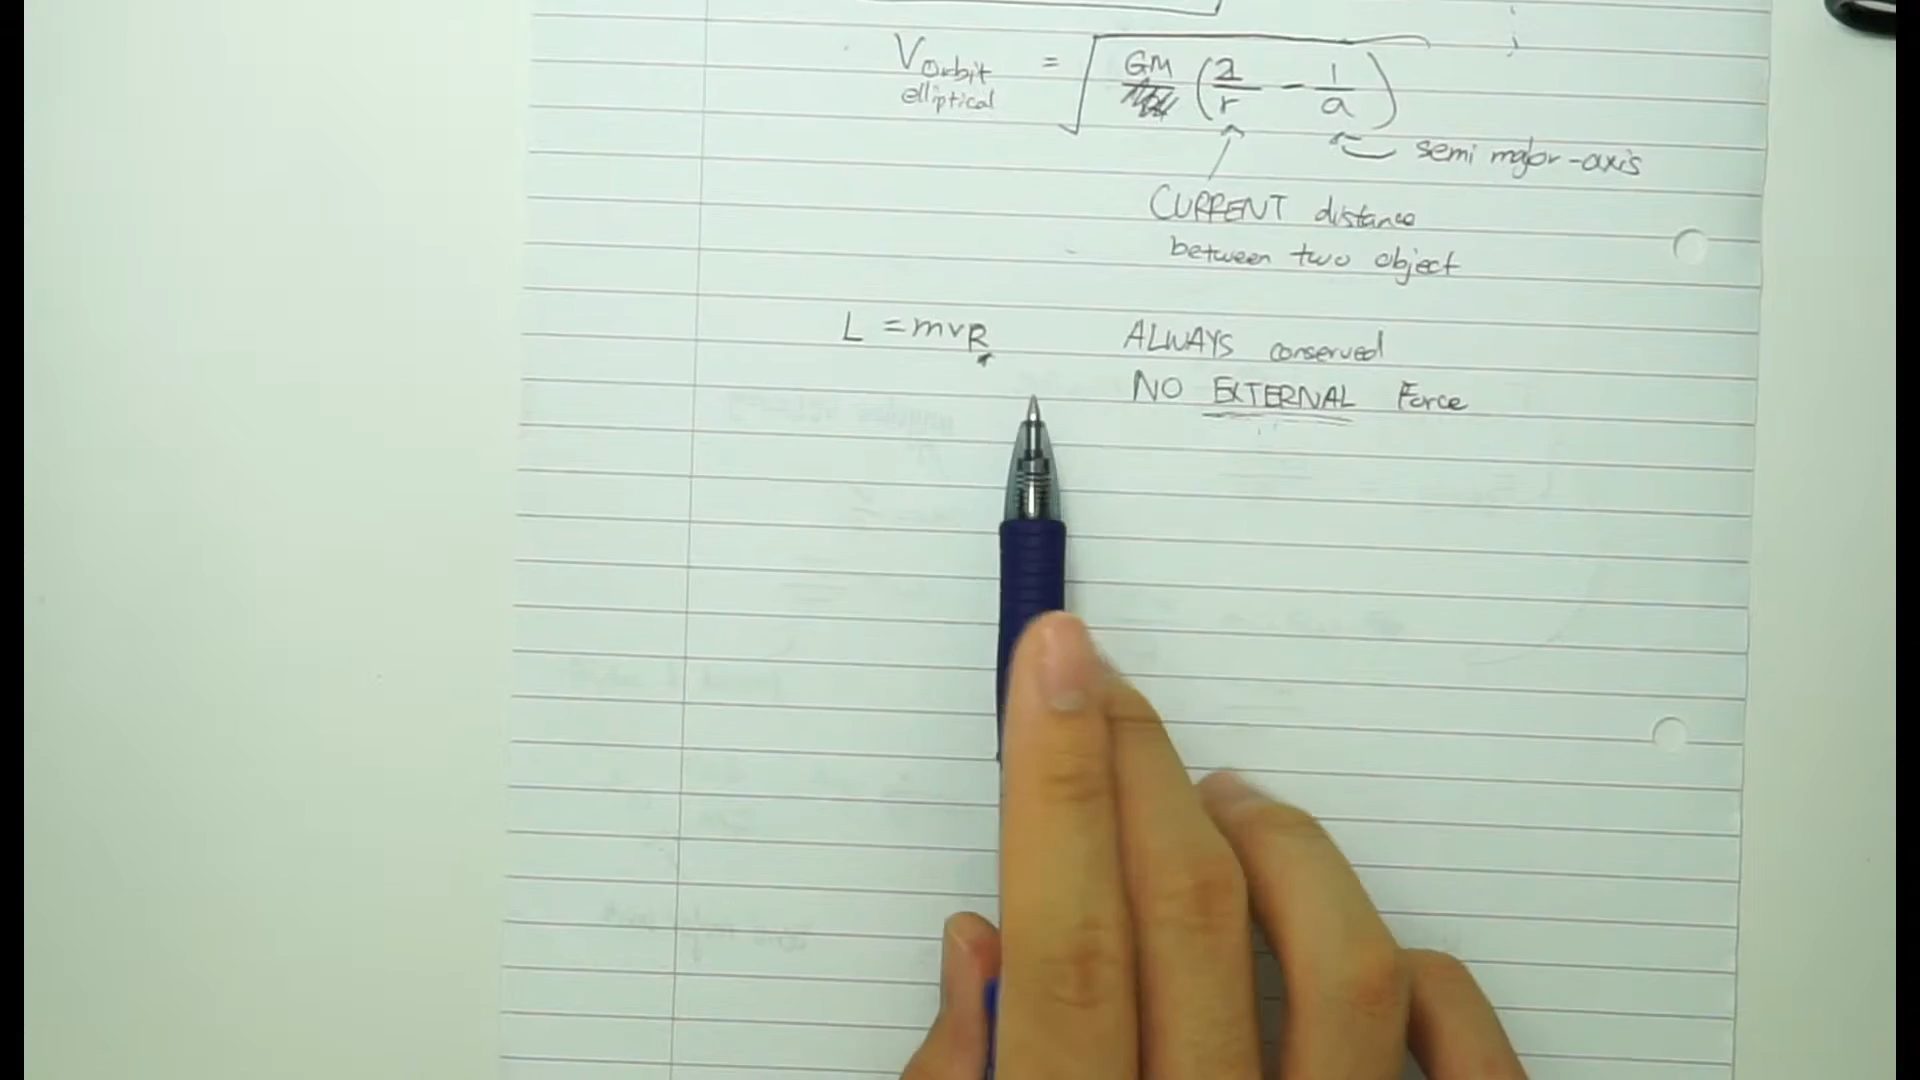 V orbit elliptical = √(GM (2/r - 1/a))
semi major-axis
CURRENT distance
between two object
L = mvR
ALWAYS conserved
NO EXTERNAL Force